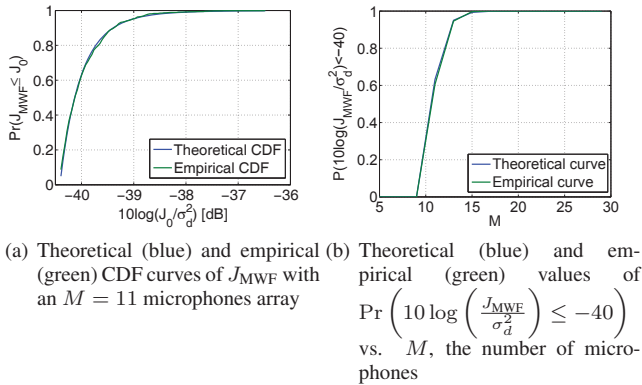 1
0.8
0.6
0.4
0.2
0
Pr(J_MWF ≤ J_0)
Theoretical CDF
Empirical CDF
−40 −39 −38 −37 −36
10log(J_0/σ_d^2) [dB]
1
0.8
0.6
0.4
0.2
0
P(10log(J_MWF/σ_d^2)<−40)
Theoretical curve
Empirical curve
5 10 15 20 25 30
M
(a) Theoretical (blue) and empirical
(green) CDF curves of J_MWF with
an M = 11 microphones array
(b) Theoretical (blue) and em-
pirical (green) values of
Pr (10 log (J_MWF/σ_d^2) ≤ −40)
vs. M, the number of micro-
phones